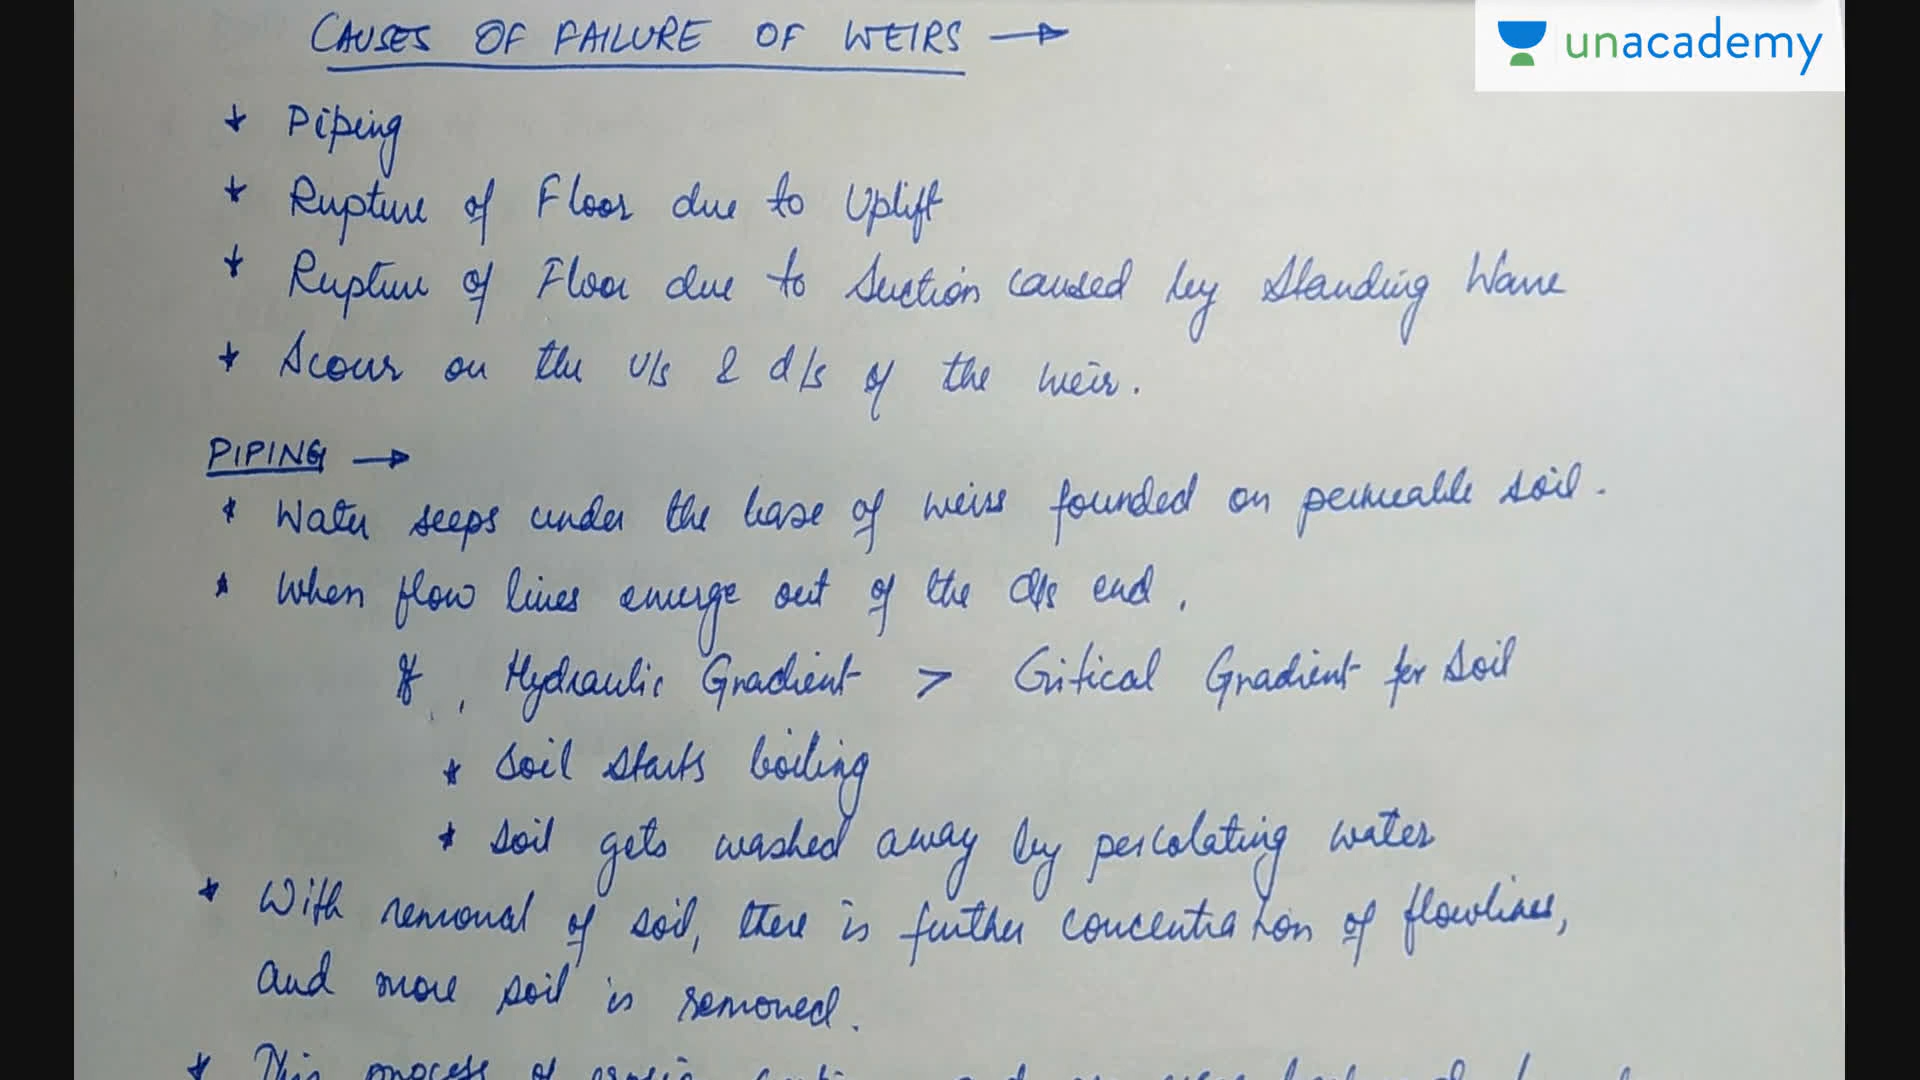 CAUSES OF FAILURE OF WEIRS →
unacademy
* Piping
* Rupture of Floor due to Uplift
* Rupture of Floor due to Suction caused by Standing Wave
* Scour on the u/s & d/s of the weir.
PIPING →
* Water seeps under the base of weirs founded on permeable soil.
* When flow lines emerge out of the d/s end,
If, Hydraulic Gradient > Critical Gradient for Soil
* Soil starts boiling
* Soil gets washed away by percolating water
* With removal of soil, there is further concentration of flowlines,
and more soil is removed.
* This process of